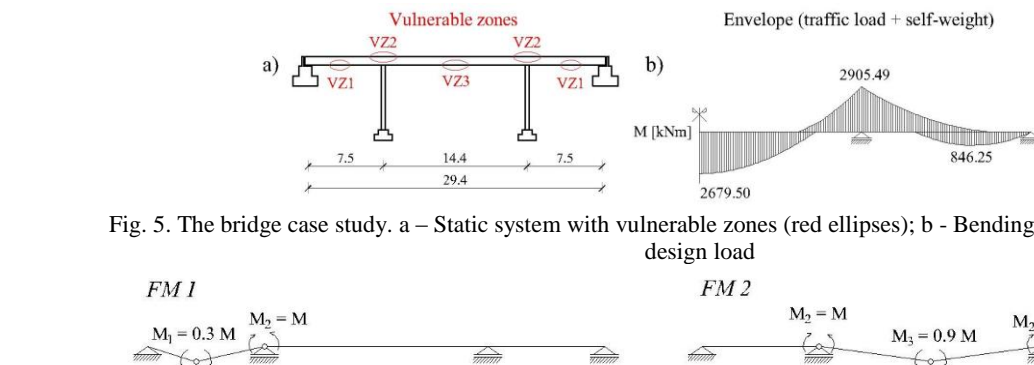 Vulnerable zones
Envelope (traffic load + self-weight)
VZ2 VZ2
a)
b)
VZ1 VZ3 VZ1
2905.49
M [kNm]
7.5 14.4 7.5
846.25
29.4
2679.50
Fig. 5. The bridge case study. a – Static system with vulnerable zones (red ellipses); b - Bending
design load
FM 1
FM 2
M1 = 0.3 M
M2 = M
M2 = M
M3 = 0.9 M
M2